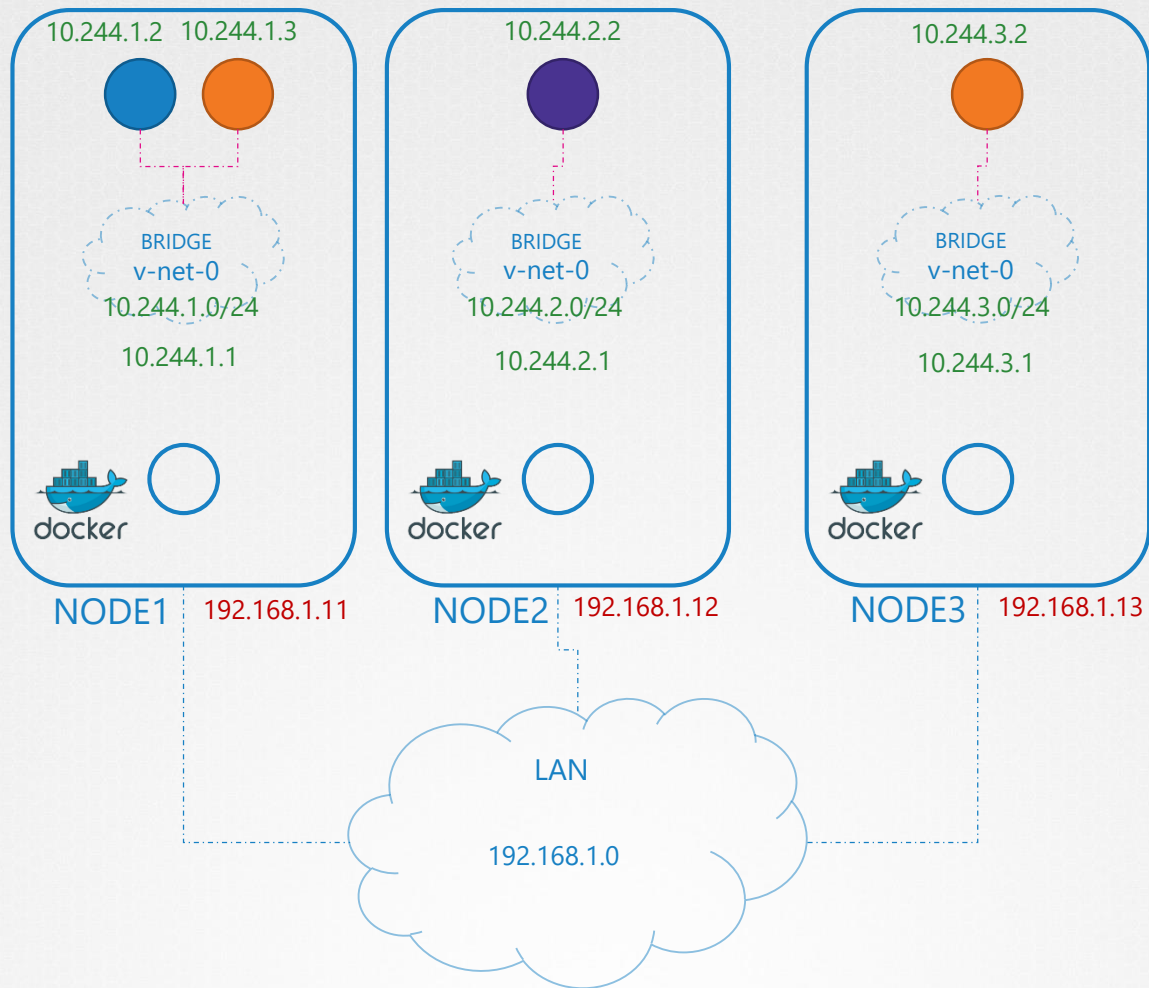 10.244.1.2 10.244.1.3
BRIDGE
v-net-0
10.244.1.0/24
10.244.1.1
docker
NODE1 192.168.1.11
10.244.2.2
BRIDGE
v-net-0
10.244.2.0/24
10.244.2.1
docker
NODE2 192.168.1.12
10.244.3.2
BRIDGE
v-net-0
10.244.3.0/24
10.244.3.1
docker
NODE3 192.168.1.13
LAN
192.168.1.0